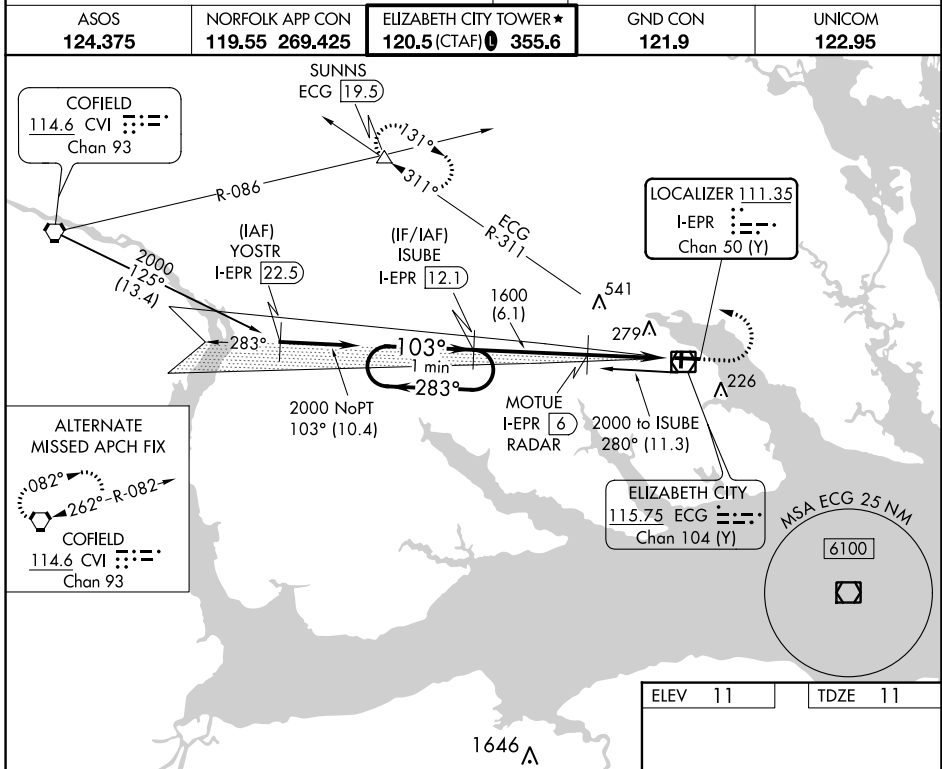 ASOS
124.375
NORFOLK APP CON
119.55 269.425
ELIZABETH CITY TOWER★
120.5 (CTAF) L 355.6
GND CON
121.9
UNICOM
122.95
SUNNS
ECG 19.5
COFIELD
114.6 CVI
Chan 93
131°
311°
R-086
LOCALIZER 111.35
I-EPR
Chan 50 (Y)
ECG
R-311
(IAF)
YOSTR
I-EPR 22.5
(IF/IAF)
ISUBE
I-EPR 12.1
2000
125°
(13.4)
1600
(6.1)
541
279
283°
103°
1 min
283°
226
2000 NoPT
103° (10.4)
MOTUE
I-EPR 6
RADAR
2000 to ISUBE
280° (11.3)
ALTERNATE
MISSED APCH FIX
082°
262°
R-082
COFIELD
114.6 CVI
Chan 93
ELIZABETH CITY
115.75 ECG
Chan 104 (Y)
MSA ECG 25 NM
6100
ELEV 11
TDZE 11
1646